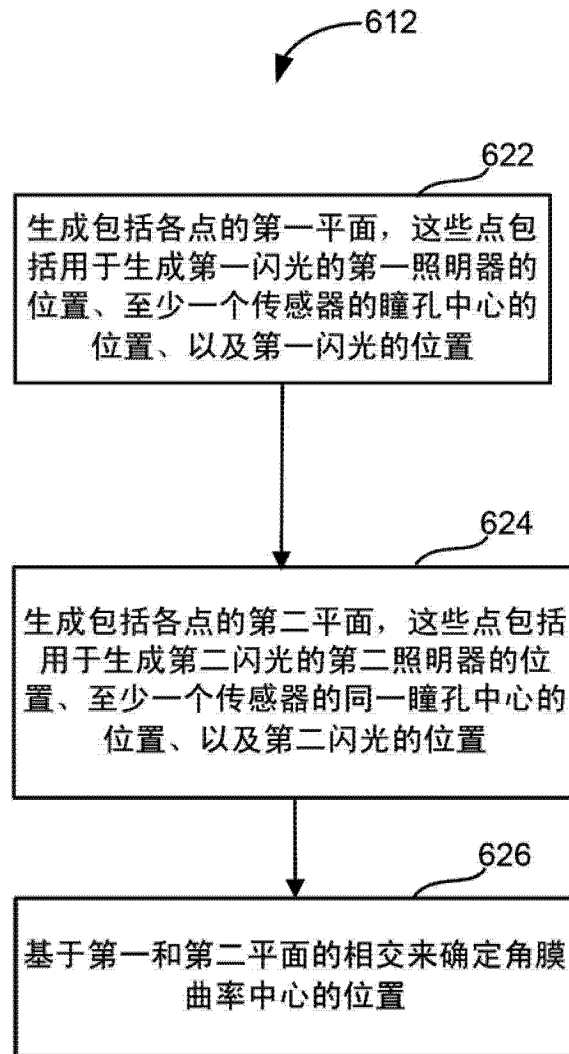 612
622
生成包括各点的第一平面，这些点包
括用于生成第一闪光的第一照明器的
位置、至少一个传感器的瞳孔中心的
位置、以及第一闪光的位置
624
生成包括各点的第二平面，这些点包括
用于生成第二闪光的第二照明器的位
置、至少一个传感器的同一瞳孔中心的
位置、以及第二闪光的位置
626
基于第一和第二平面的相交来确定角膜
曲率中心的位置